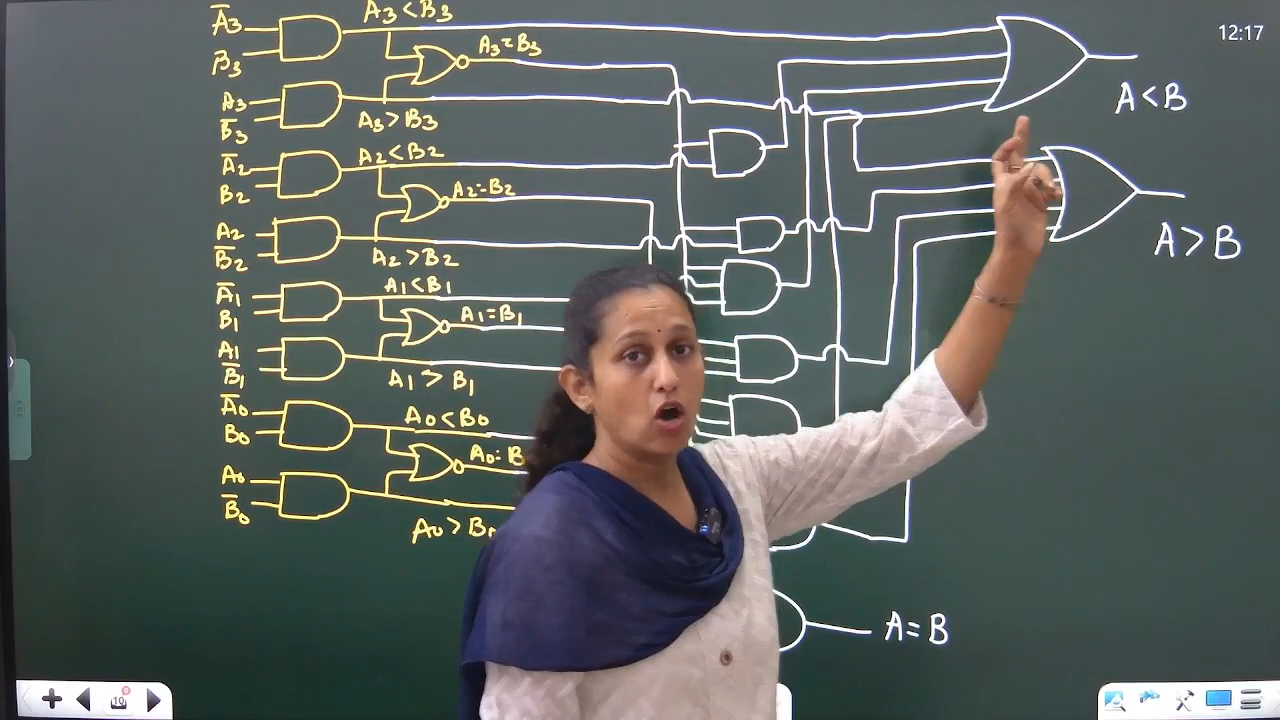 12:17
A̅3
B3
A3<B3
A3=B3
A3
B̅3
A3>B3
A<B
A̅2
B2
A2<B2
A2=B2
A2
B̅2
A2>B2
A>B
A̅1
B1
A1<B1
A1=B1
A1
B̅1
A1>B1
A̅0
B0
A0<B0
A0=B
A0
B̅0
A0>B
A=B
10